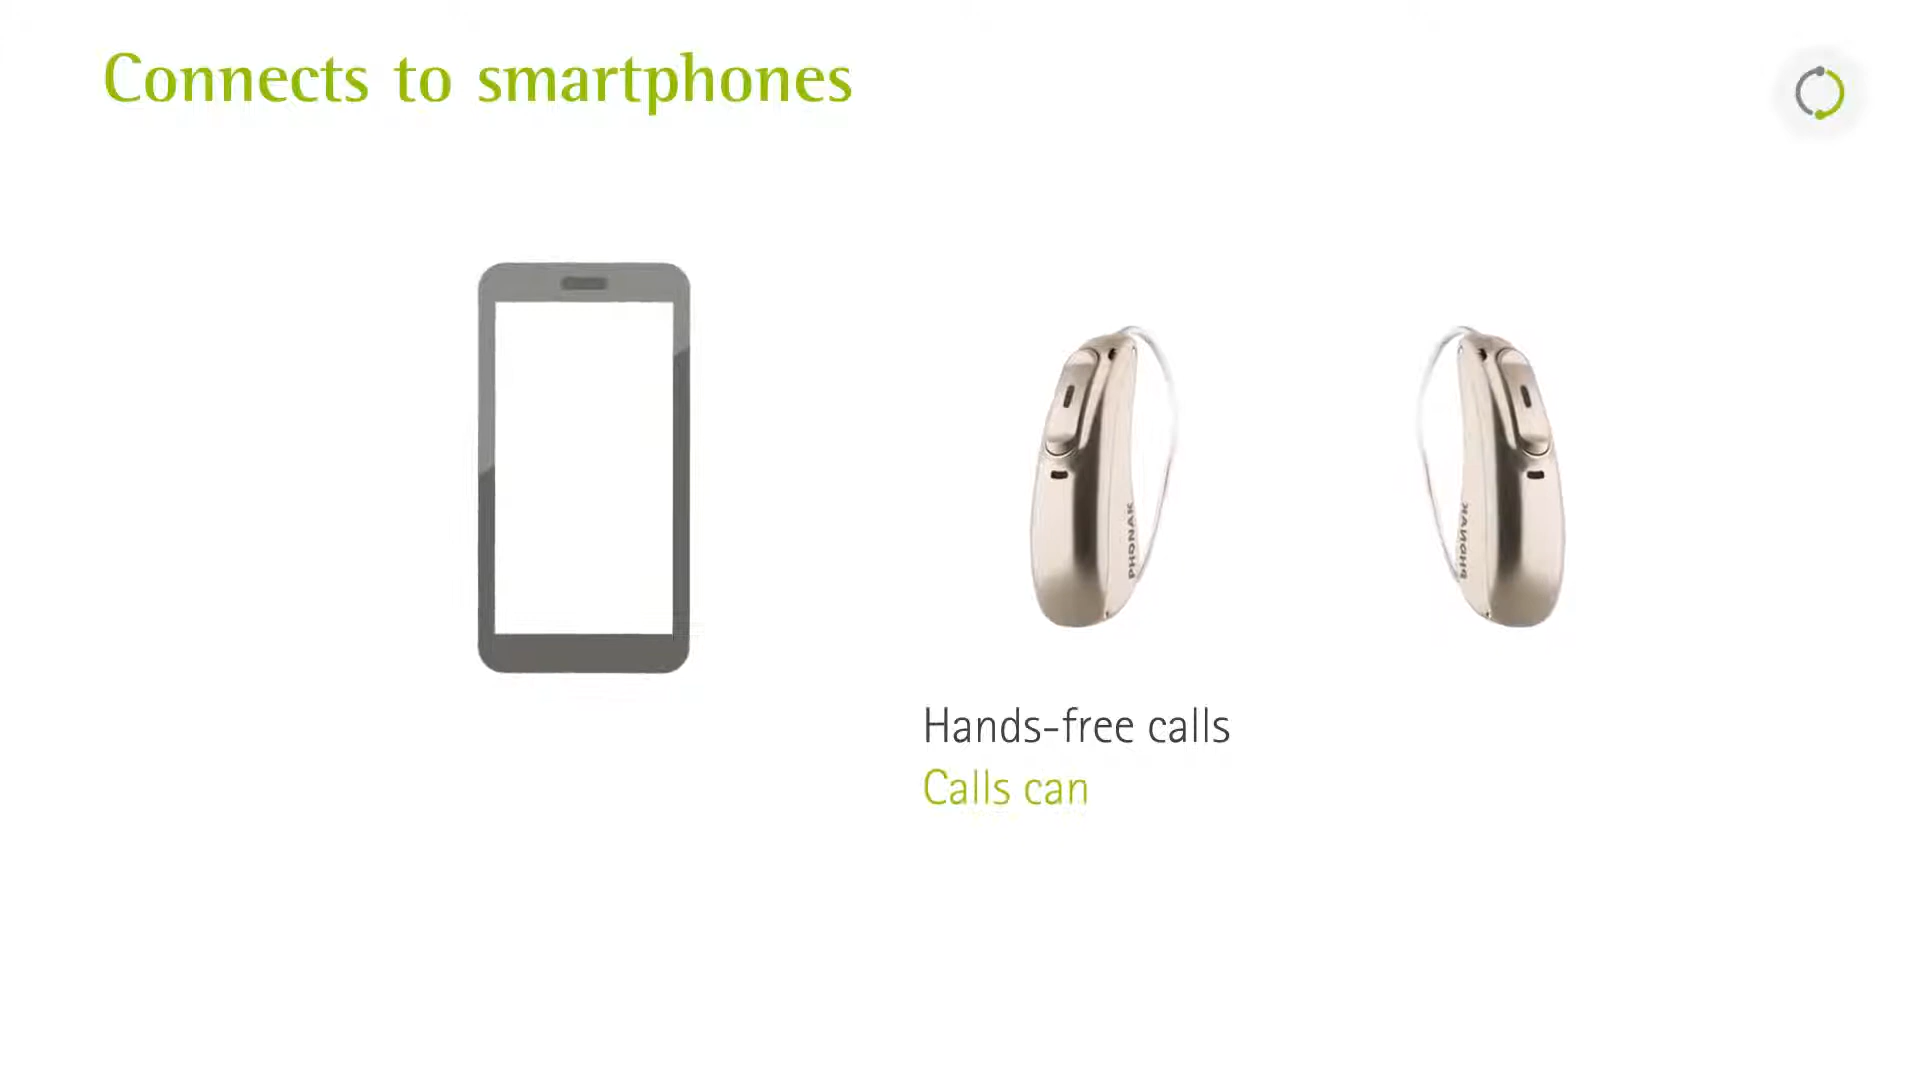 Connects to smartphones
PHONAK
PHONAK
Hands-free calls
Calls can